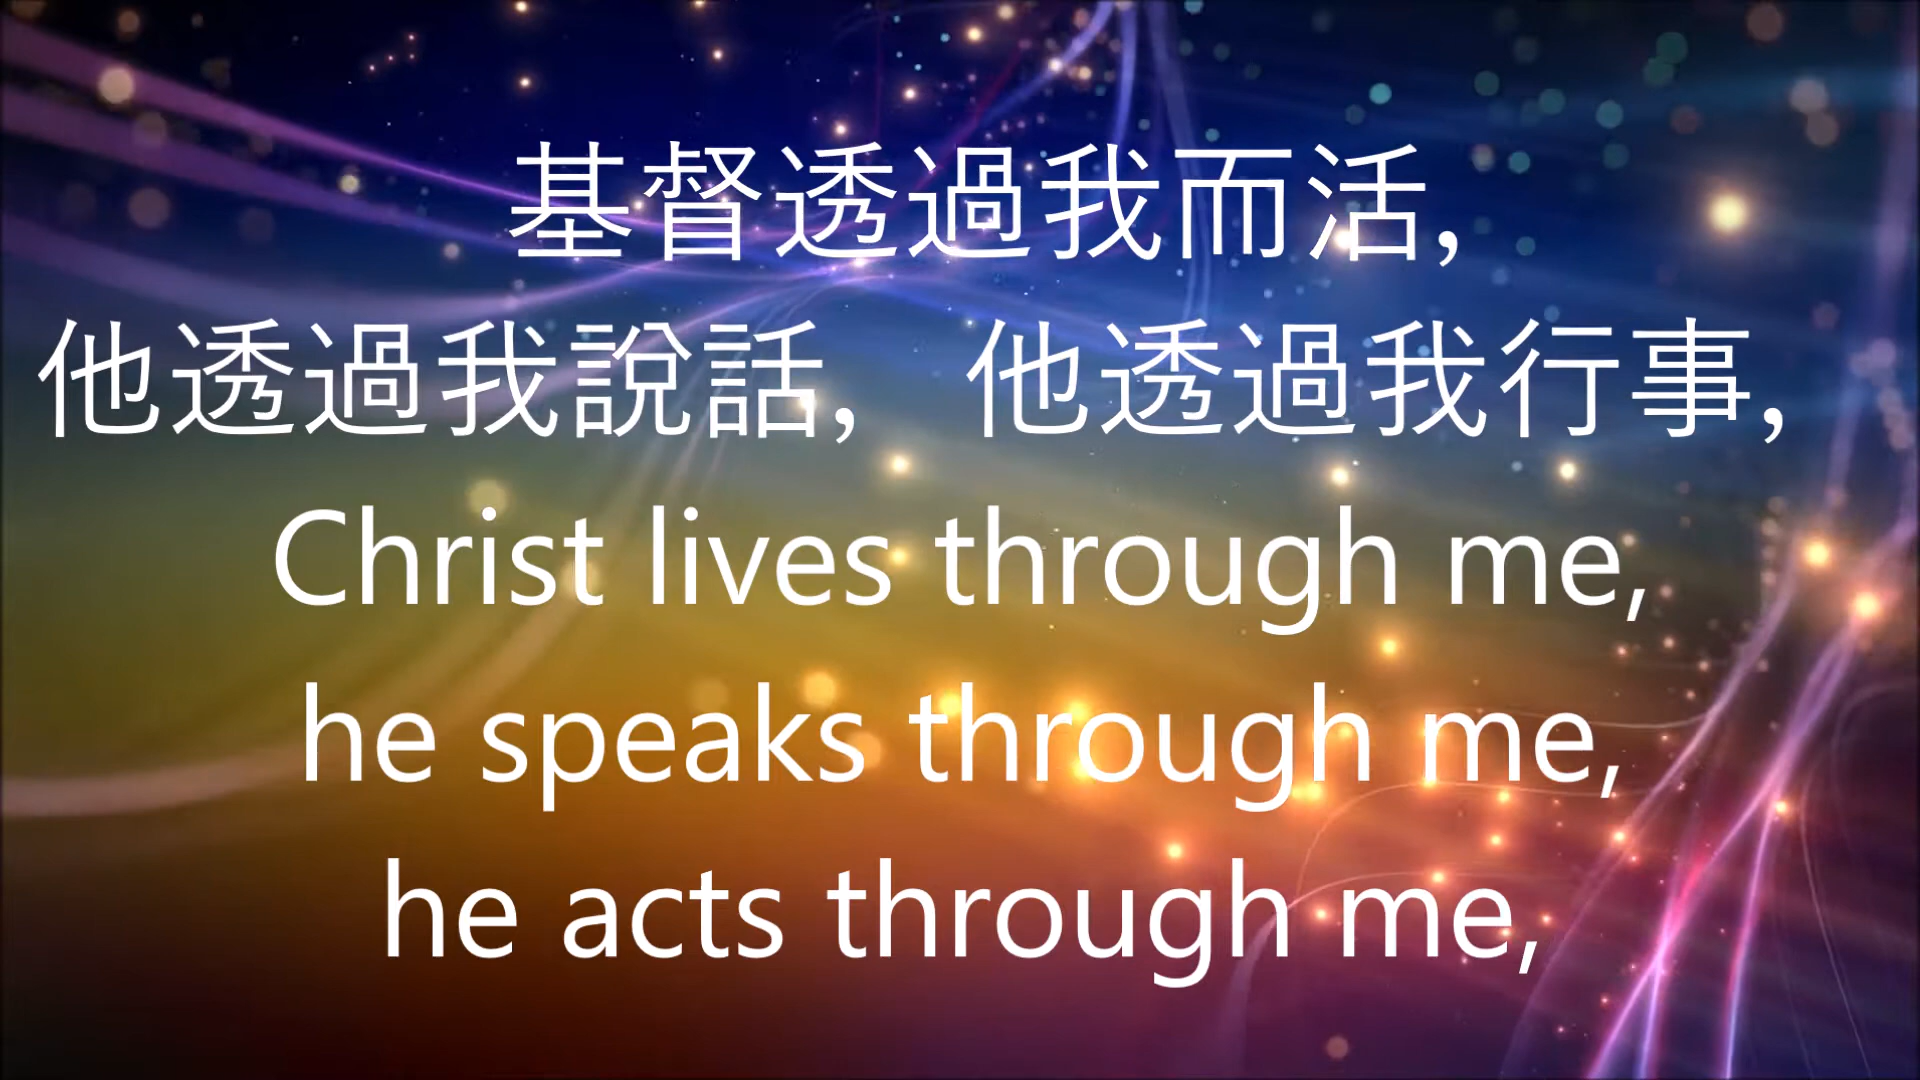 基督透過我而活,
他透過我說話, 他透過我行事,
Christ lives through me,
he speaks through me,
he acts through me,